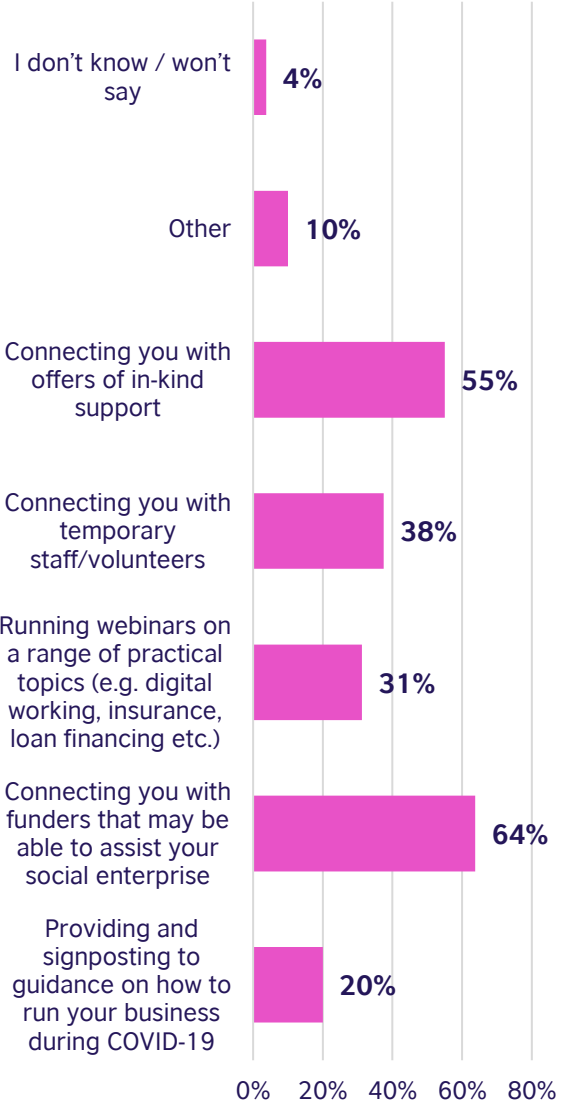 I don’t know / won’t
say
4%
Other
10%
Connecting you with
offers of in-kind
support
55%
Connecting you with
temporary
staff/volunteers
38%
Running webinars on
a range of practical
topics (e.g. digital
working, insurance,
loan financing etc.)
31%
Connecting you with
funders that may be
able to assist your
social enterprise
64%
Providing and
signposting to
guidance on how to
run your business
during COVID-19
20%
0% 20% 40% 60% 80%